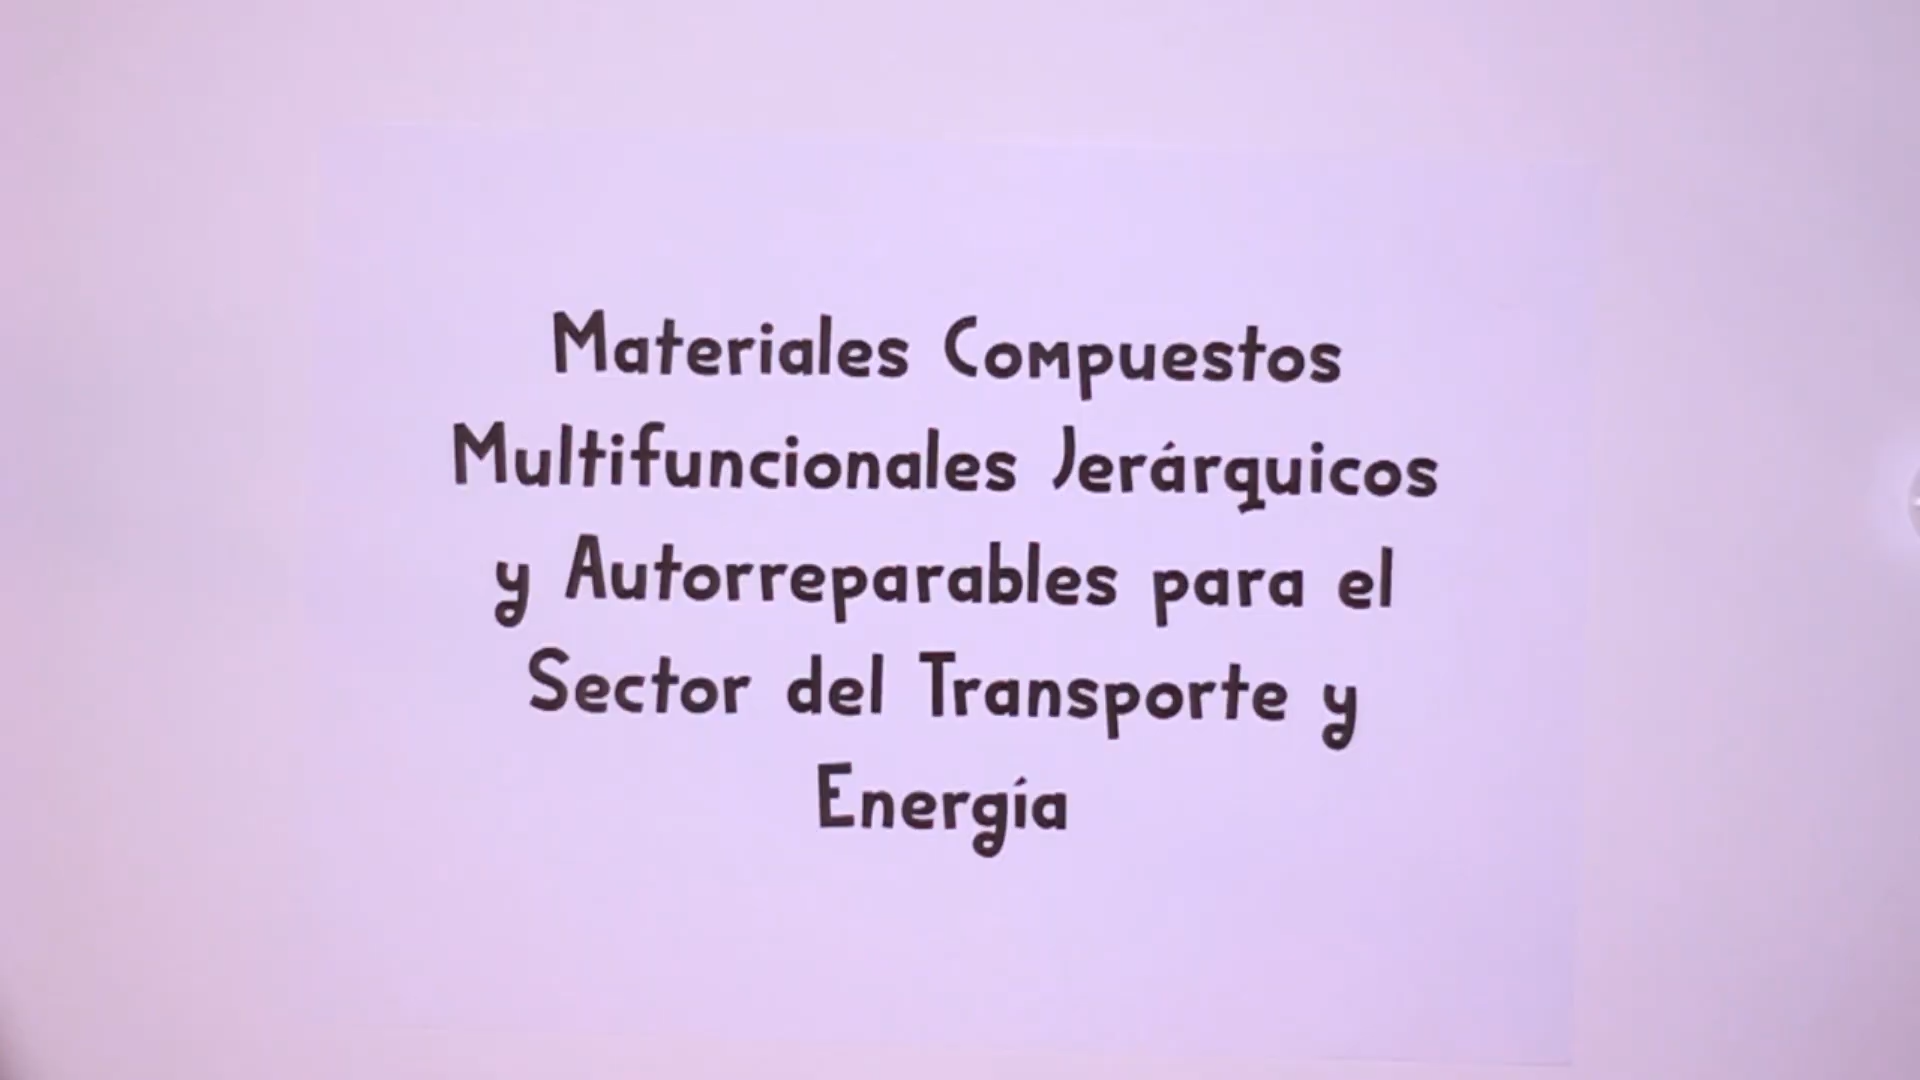 Materiales Compuestos
Multifuncionales Jerárquicos
y Autorreparables para el
Sector del Transporte y
Energía